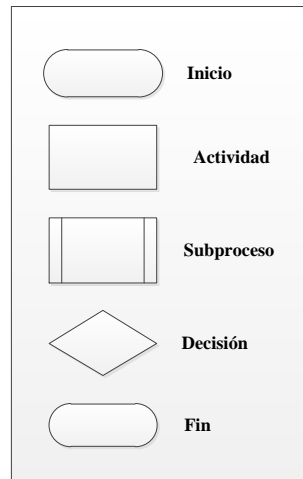 Inicio
Actividad
Subproceso
Decisión
Fin